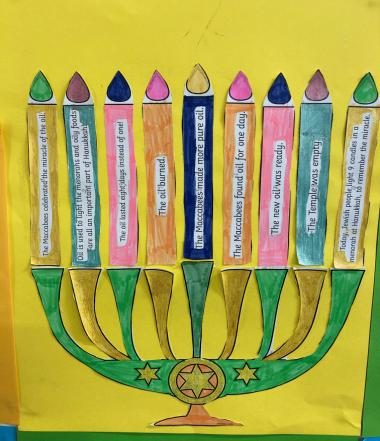 The Maccabees celebrated the miracle of the oil.
Oil is used to light the menorahs and oily foods
are an important part of Hanukkah.
The oil lasted eight days instead of one!
The oil burned.
The Maccabees made more pure oil.
The Maccabees found oil for one day.
The new oil was ready.
The Temple was empty.
Today, Jewish people light 9 candles in a
menorah at Hanukkah, to remember the miracle.